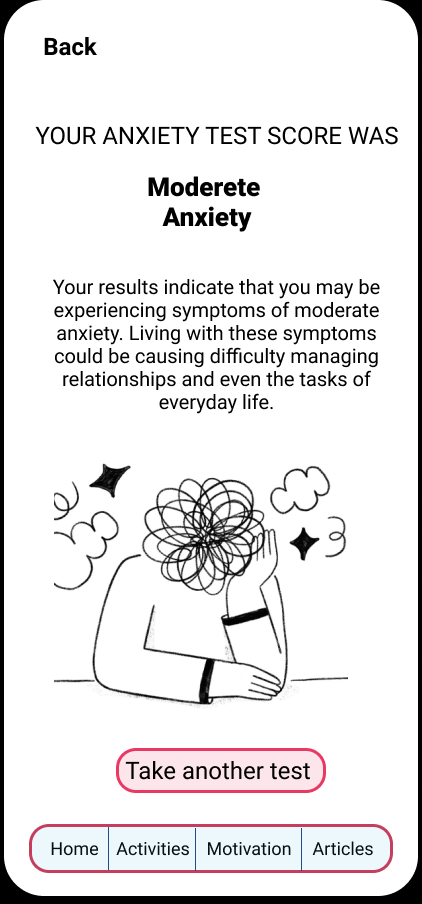 Back
YOUR ANXIETY TEST SCORE WAS
Moderete
Anxiety
Your results indicate that you may be
experiencing symptoms of moderate
anxiety. Living with these symptoms
could be causing difficulty managing
relationships and even the tasks of
everyday life.
Take another test
Home Activities Motivation Articles